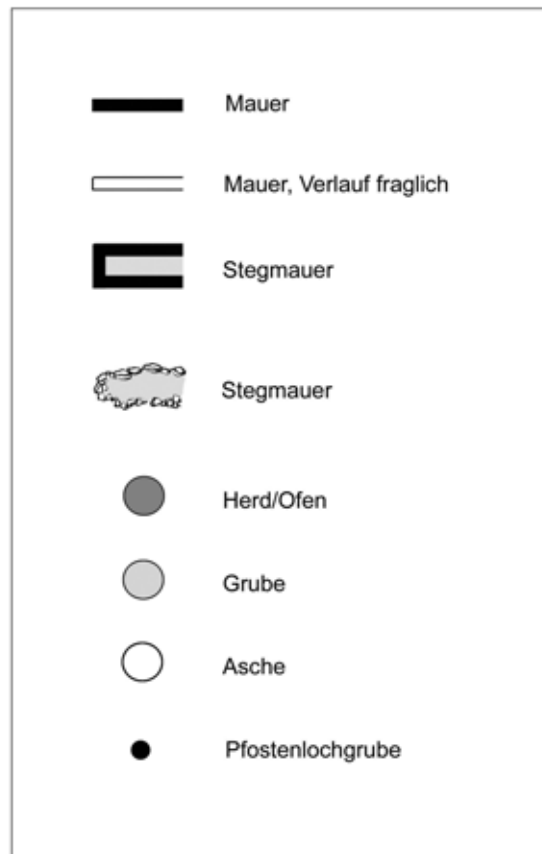 Mauer
Mauer, Verlauf fraglich
Stegmauer
Stegmauer
Herd/Ofen
Grube
Asche
Pfostenlochgrube